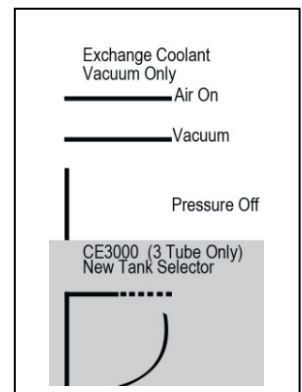 Exchange Coolant
Vacuum Only
Air On
Vacuum
Pressure Off
CE3000 (3 Tube Only)
New Tank Selector